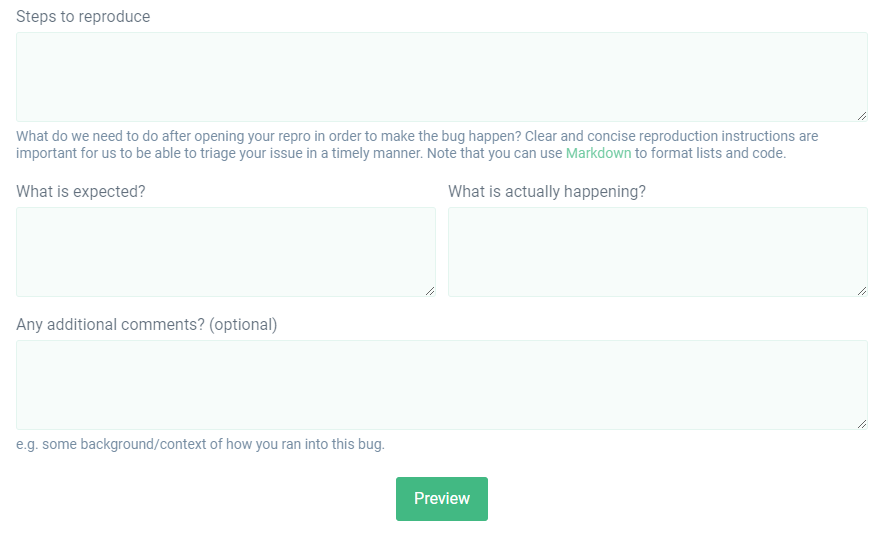 Steps to reproduce
What do we need to do after opening your repro in order to make the bug happen? Clear and concise reproduction instructions are
important for us to be able to triage your issue in a timely manner. Note that you can use Markdown to format lists and code.
What is expected?
What is actually happening?
Any additional comments? (optional)
e.g. some background/context of how you ran into this bug.
Preview